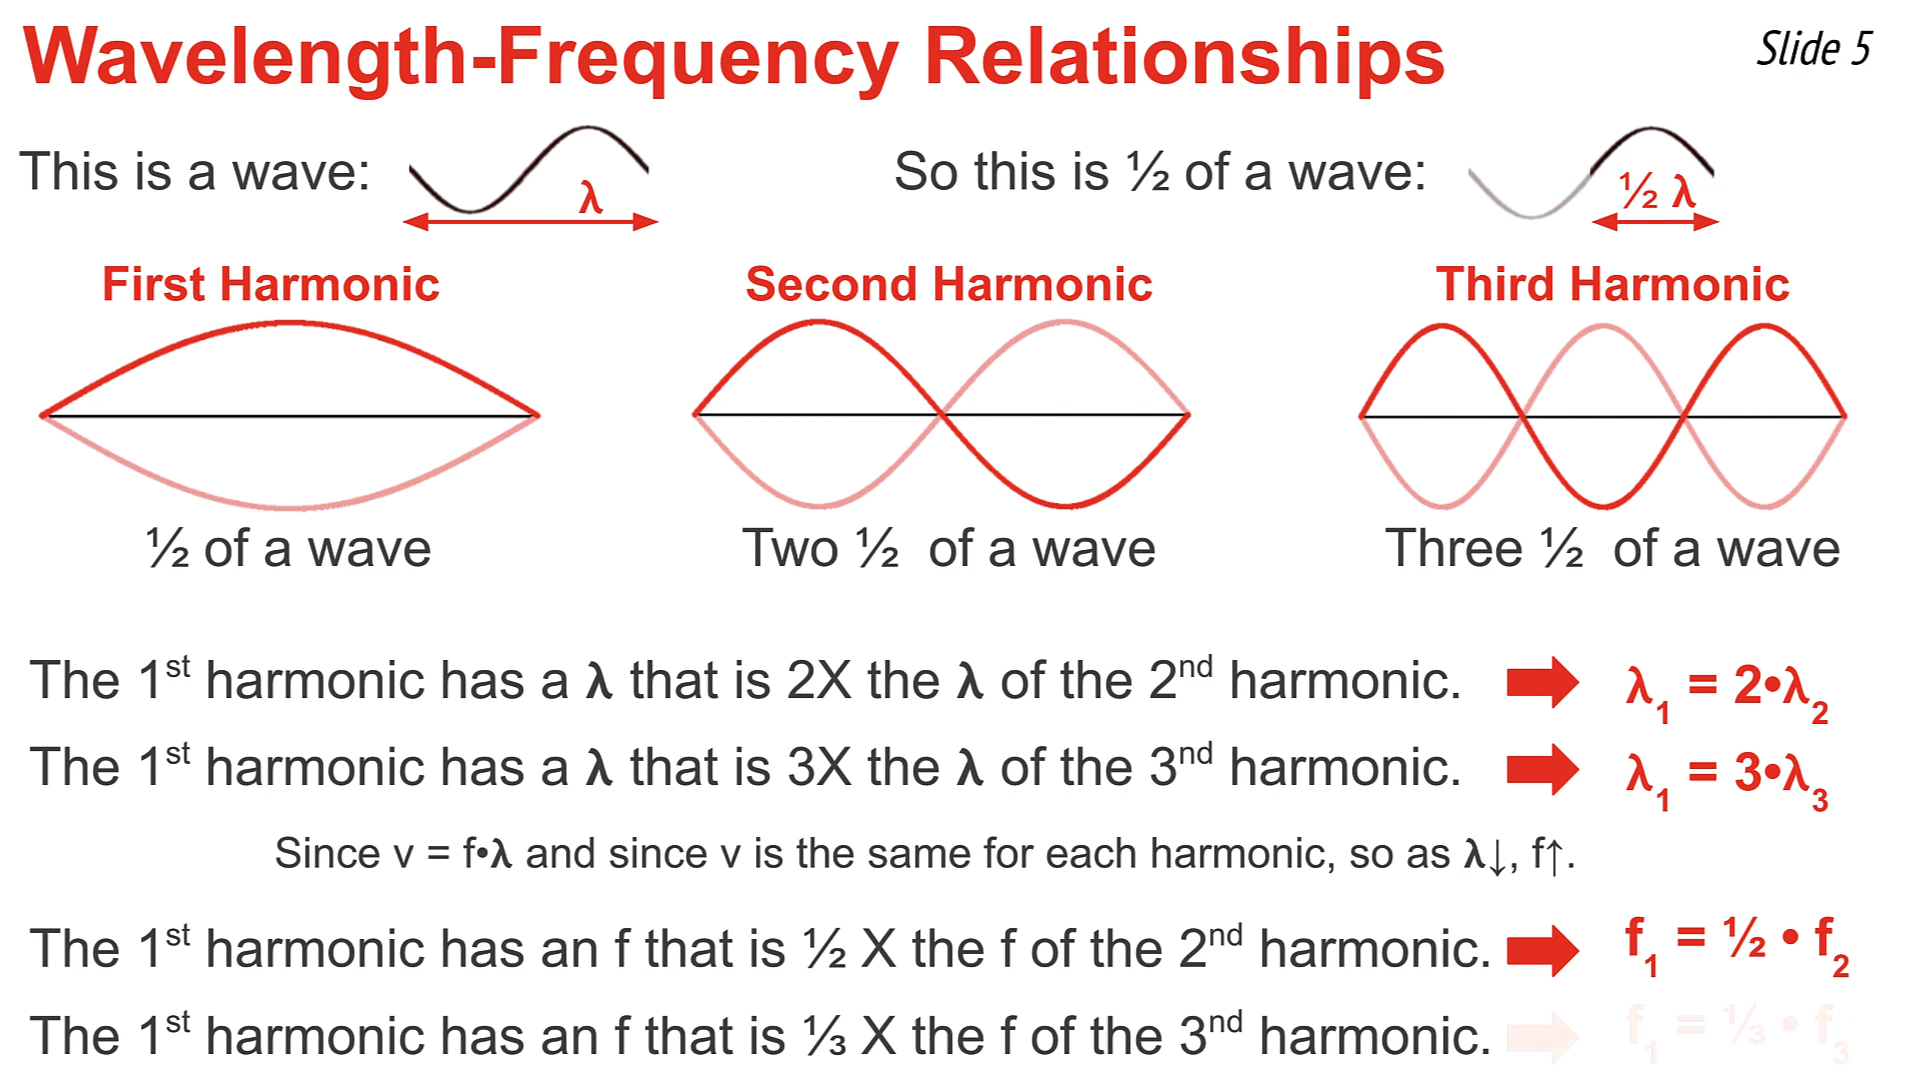 Wavelength-Frequency Relationships
Slide 5
This is a wave:
λ
So this is ½ of a wave:
½ λ
First Harmonic
Second Harmonic
Third Harmonic
½ of a wave
Two ½ of a wave
Three ½ of a wave
The 1st harmonic has a λ that is 2X the λ of the 2nd harmonic.
λ1 = 2•λ2
The 1st harmonic has a λ that is 3X the λ of the 3nd harmonic.
λ1 = 3•λ3
Since v = f•λ and since v is the same for each harmonic, so as λ↓, f↑.
The 1st harmonic has an f that is ½ X the f of the 2nd harmonic.
f1 = ½ • f2
The 1st harmonic has an f that is ⅓ X the f of the 3nd harmonic.
f1 = ⅓ • f3